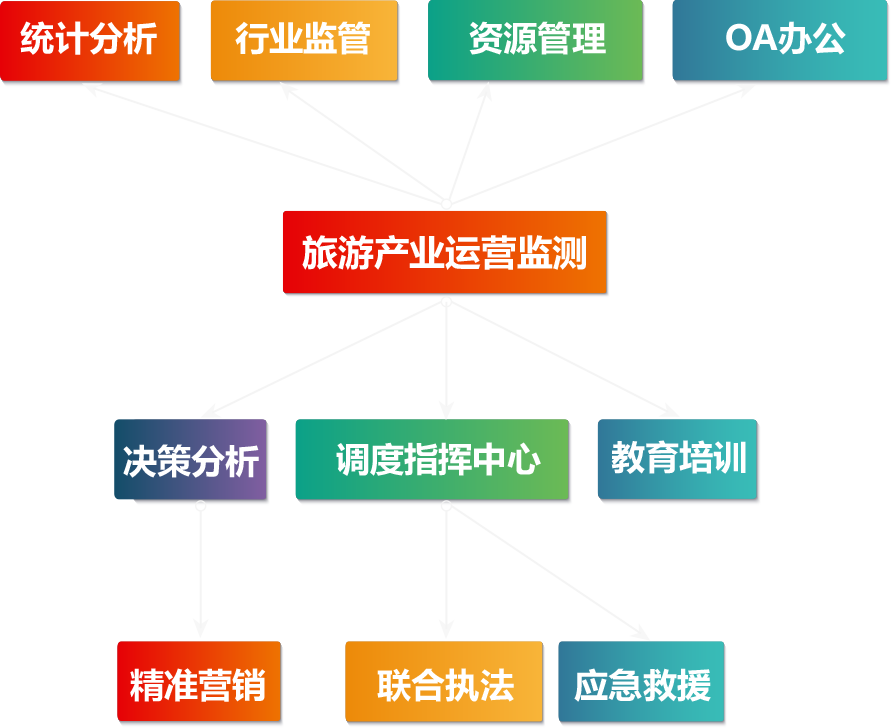 统计分析
行业监管
资源管理
OA办公
旅游产业运营监测
决策分析
调度指挥中心
教育培训
精准营销
联合执法
应急救援